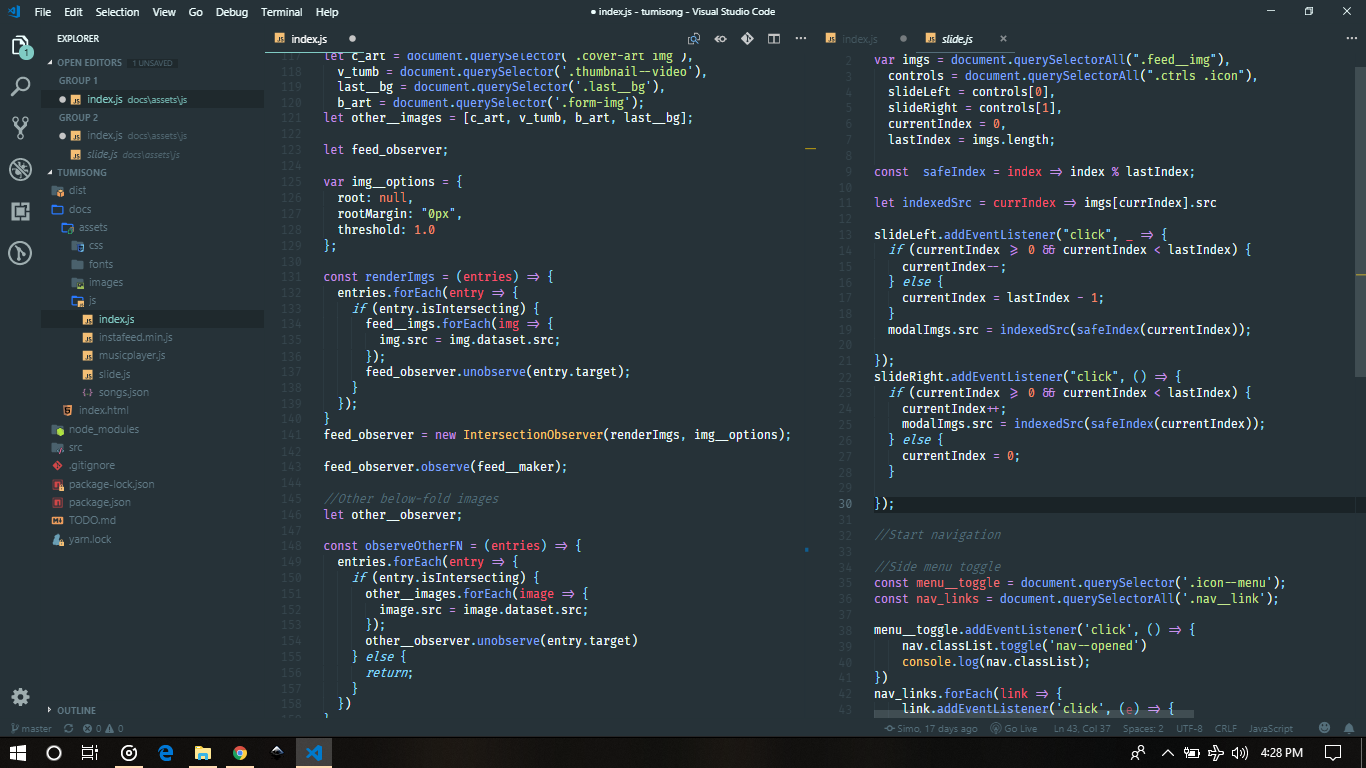 File Edit Selection View Go Debug Terminal Help
● index.js - tumisong - Visual Studio Code
EXPLORER
OPEN EDITORS 1 UNSAVED
GROUP 1
index.js docs\assets\js
GROUP 2
index.js docs\assets\js
slide.js docs\assets\js
TUMISONG
dist
docs
assets
css
fonts
images
js
index.js
instafeed.min.js
musicplayer.js
slide.js
songs.json
index.html
node_modules
src
.gitignore
package-lock.json
package.json
TODO.md
yarn.lock
OUTLINE
index.js
117 let c_art = document.querySelector('.cover-art img'),
118 v_tumb = document.querySelector('.thumbnail--video'),
119 last__bg = document.querySelector('.last__bg'),
120 b_art = document.querySelector('.form-img');
121 let other__images = [c_art, v_tumb, b_art, last__bg];
122
123 let feed_observer;
124
125 var img__options = {
126 root: null,
127 rootMargin: "0px",
128 threshold: 1.0
129 };
130
131 const renderImgs = (entries) => {
132 entries.forEach(entry => {
133 if (entry.isIntersecting) {
134 feed__imgs.forEach(img => {
135 img.src = img.dataset.src;
136 });
137 feed_observer.unobserve(entry.target);
138 }
139 });
140 }
141 feed_observer = new IntersectionObserver(renderImgs, img__options);
142
143 feed_observer.observe(feed__maker);
144
145 //Other below-fold images
146 let other__observer;
147
148 const observeOtherFN = (entries) => {
149 entries.forEach(entry => {
150 if (entry.isIntersecting) {
151 other__images.forEach(image => {
152 image.src = image.dataset.src;
153 });
154 other__observer.unobserve(entry.target)
155 } else {
156 return;
157 }
158 })
index.js
slide.js
2 var imgs = document.querySelectorAll(".feed__img"),
3 controls = document.querySelectorAll(".ctrls .icon"),
4 slideLeft = controls[0],
5 slideRight = controls[1],
6 currentIndex = 0,
7 lastIndex = imgs.length;
8
9 const safeIndex = index => index % lastIndex;
10
11 let indexedSrc = currIndex => imgs[currIndex].src
12
13 slideLeft.addEventListener("click", _ => {
14 if (currentIndex >= 0 && currentIndex < lastIndex) {
15 currentIndex--;
16 } else {
17 currentIndex = lastIndex - 1;
18 }
19 modalImgs.src = indexedSrc(safeIndex(currentIndex));
20
21 });
22 slideRight.addEventListener("click", () => {
23 if (currentIndex >= 0 && currentIndex < lastIndex) {
24 currentIndex++;
25 modalImgs.src = indexedSrc(safeIndex(currentIndex));
26 } else {
27 currentIndex = 0;
28 }
29
30 });
31
32 //Start navigation
33
34 //Side menu toggle
35 const menu__toggle = document.querySelector('.icon--menu');
36 const nav_links = document.querySelectorAll('.nav__link');
37
38 menu__toggle.addEventListener('click', () => {
39 nav.classList.toggle('nav--opened')
40 console.log(nav.classList);
41 })
42 nav_links.forEach(link => {
43 link.addEventListener('click', (e) => {
master 0 0
Simo, 17 days ago Go Live Ln 43, Col 37 Spaces: 2 UTF-8 CRLF JavaScript
4:28 PM